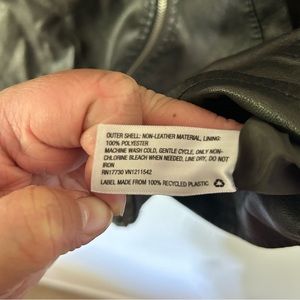 OUTER SHELL: NON-LEATHER MATERIAL, LINING:
100% POLYESTER
MACHINE WASH COLD, GENTLE CYCLE, ONLY NON-
CHLORINE BLEACH WHEN NEEDED, LINE DRY, DO NOT
IRON
RN17730 VN1211542
LABEL MADE FROM 100% RECYCLED PLASTIC